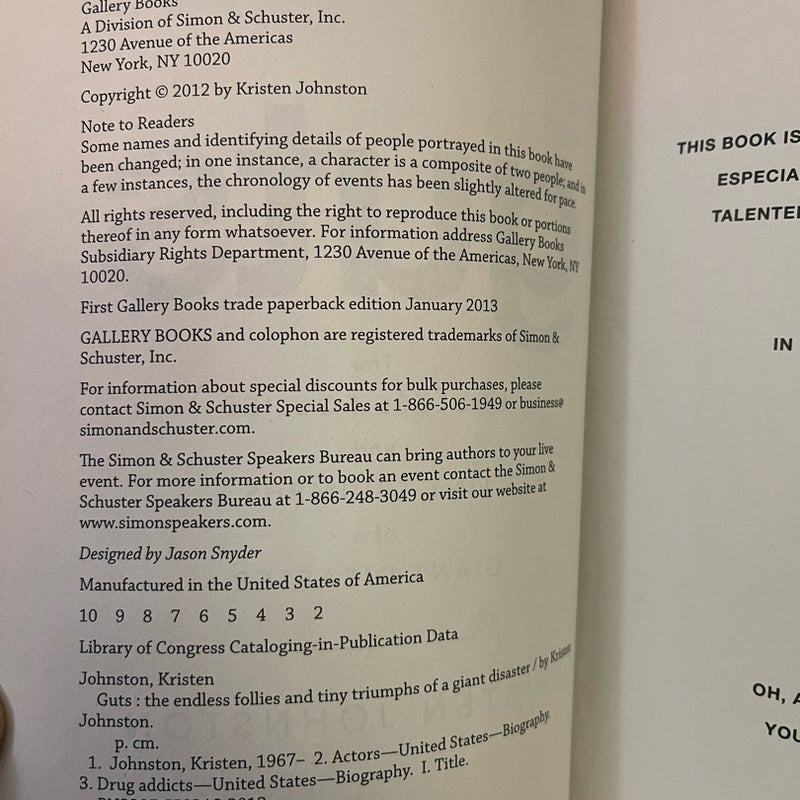 Gallery Books
A Division of Simon & Schuster, Inc.
1230 Avenue of the Americas
New York, NY 10020
Copyright © 2012 by Kristen Johnston
Note to Readers
Some names and identifying details of people portrayed in this book have
been changed; in one instance, a character is a composite of two people; and in
a few instances, the chronology of events has been slightly altered for pace.
All rights reserved, including the right to reproduce this book or portions
thereof in any form whatsoever. For information address Gallery Books
Subsidiary Rights Department, 1230 Avenue of the Americas, New York, NY
10020.
First Gallery Books trade paperback edition January 2013
GALLERY BOOKS and colophon are registered trademarks of Simon &
Schuster, Inc.
For information about special discounts for bulk purchases, please
contact Simon & Schuster Special Sales at 1-866-506-1949 or business@
simonandschuster.com.
The Simon & Schuster Speakers Bureau can bring authors to your live
event. For more information or to book an event contact the Simon &
Schuster Speakers Bureau at 1-866-248-3049 or visit our website at
www.simonspeakers.com.
Designed by Jason Snyder
Manufactured in the United States of America
10 9 8 7 6 5 4 3 2
Library of Congress Cataloging-in-Publication Data
Johnston, Kristen
Guts : the endless follies and tiny triumphs of a giant disaster / by Kristen
Johnston.
p. cm.
1. Johnston, Kristen, 1967– 2. Actors—United States—Biography.
3. Drug addicts—United States—Biography. I. Title.
THIS BOOK IS
ESPECIA
TALENTE
IN
OH, A
YOU